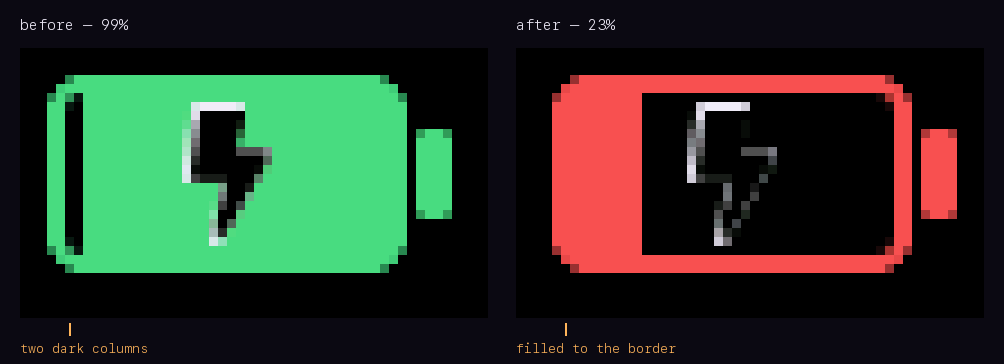 before — 99%
after — 23%
two dark columns
filled to the border